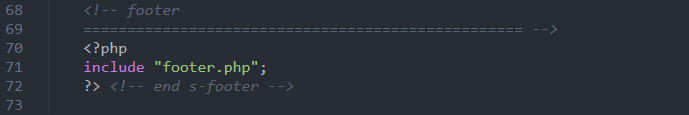 68 <!-- footer
69 =================================================== -->
70 <?php
71 include "footer.php";
72 ?> <!-- end s-footer -->
73